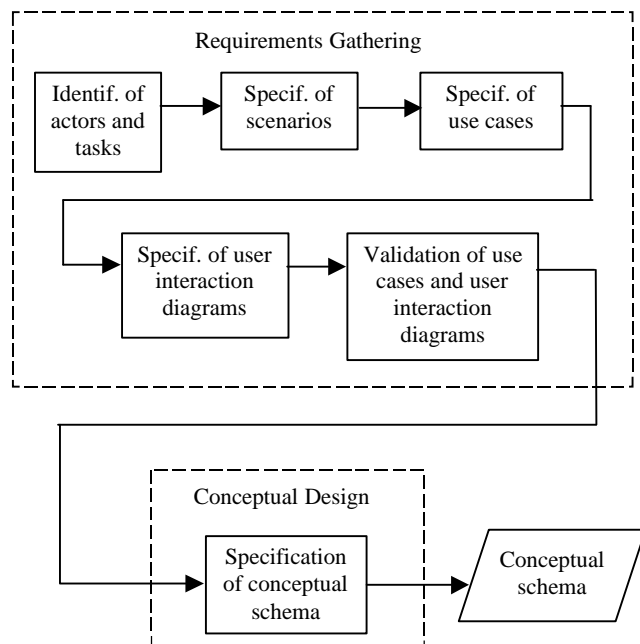 Requirements Gathering
Identif. of
actors and
tasks
Specif. of
scenarios
Specif. of
use cases
Specif. of user
interaction
diagrams
Validation of use
cases and user
interaction
diagrams
Conceptual Design
Specification
of conceptual
schema
Conceptual
schema